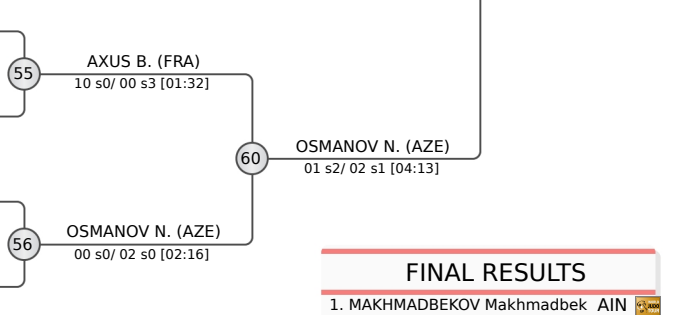 AXUS B. (FRA)
55
10 s0/ 00 s3 [01:32]
OSMANOV N. (AZE)
60
01 s2/ 02 s1 [04:13]
OSMANOV N. (AZE)
56
00 s0/ 02 s0 [02:16]
FINAL RESULTS
1. MAKHMADBEKOV Makhmadbek AIN